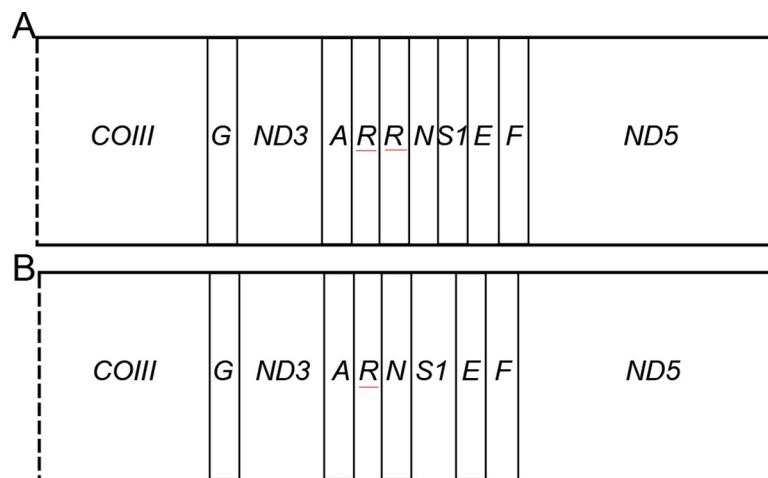 A
COIII G ND3 A R R N S1 E F ND5
B
COIII G ND3 A R N S1 E F ND5